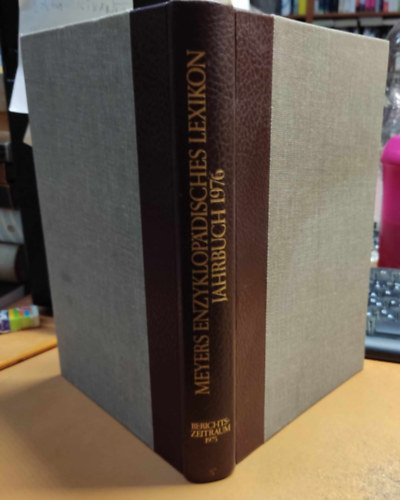 MEYERS ENZYKLOPÄDISCHES LEXIKON
JAHRBUCH 1976
BERICHTS-
ZEITRAUM
1975